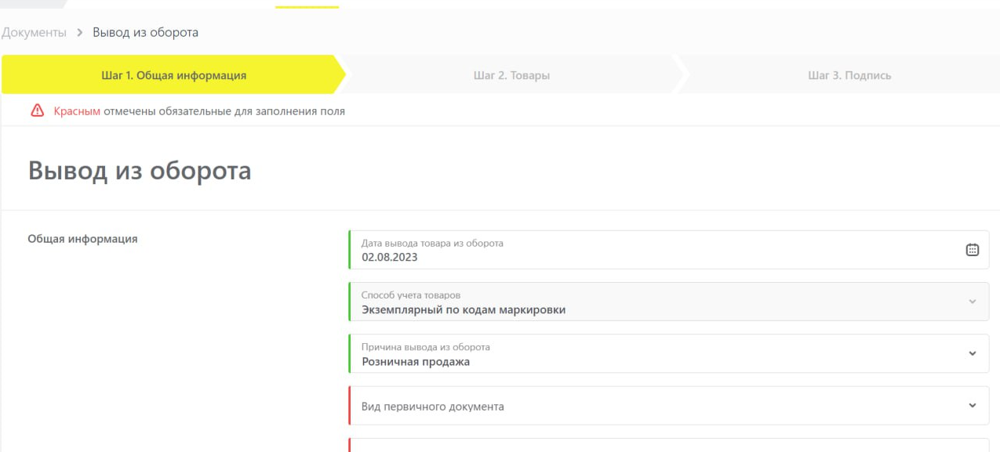 Документы > Вывод из оборота
Шаг 1. Общая информация
Шаг 2. Товары
Шаг 3. Подпись
Красным отмечены обязательные для заполнения поля
Вывод из оборота
Общая информация
Дата вывода товара из оборота
02.08.2023
Способ учета товаров
Экземплярный по кодам маркировки
Причина вывода из оборота
Розничная продажа
Вид первичного документа